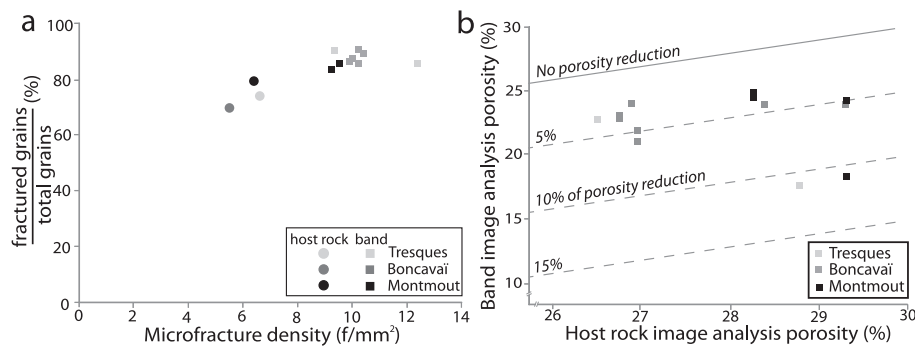 a
fractured grains (%)
total grains
100
80
60
40
20
0
0 2 4 6 8 10 12 14
Microfracture density (f/mm²)
host rock band
Tresques
Boncavaï
Montmout
b
Band image analysis porosity (%)
30
25
20
15
10
No porosity reduction
5%
10% of porosity reduction
15%
Tresques
Boncavaï
Montmout
26 27 28 29 30
Host rock image analysis porosity (%)